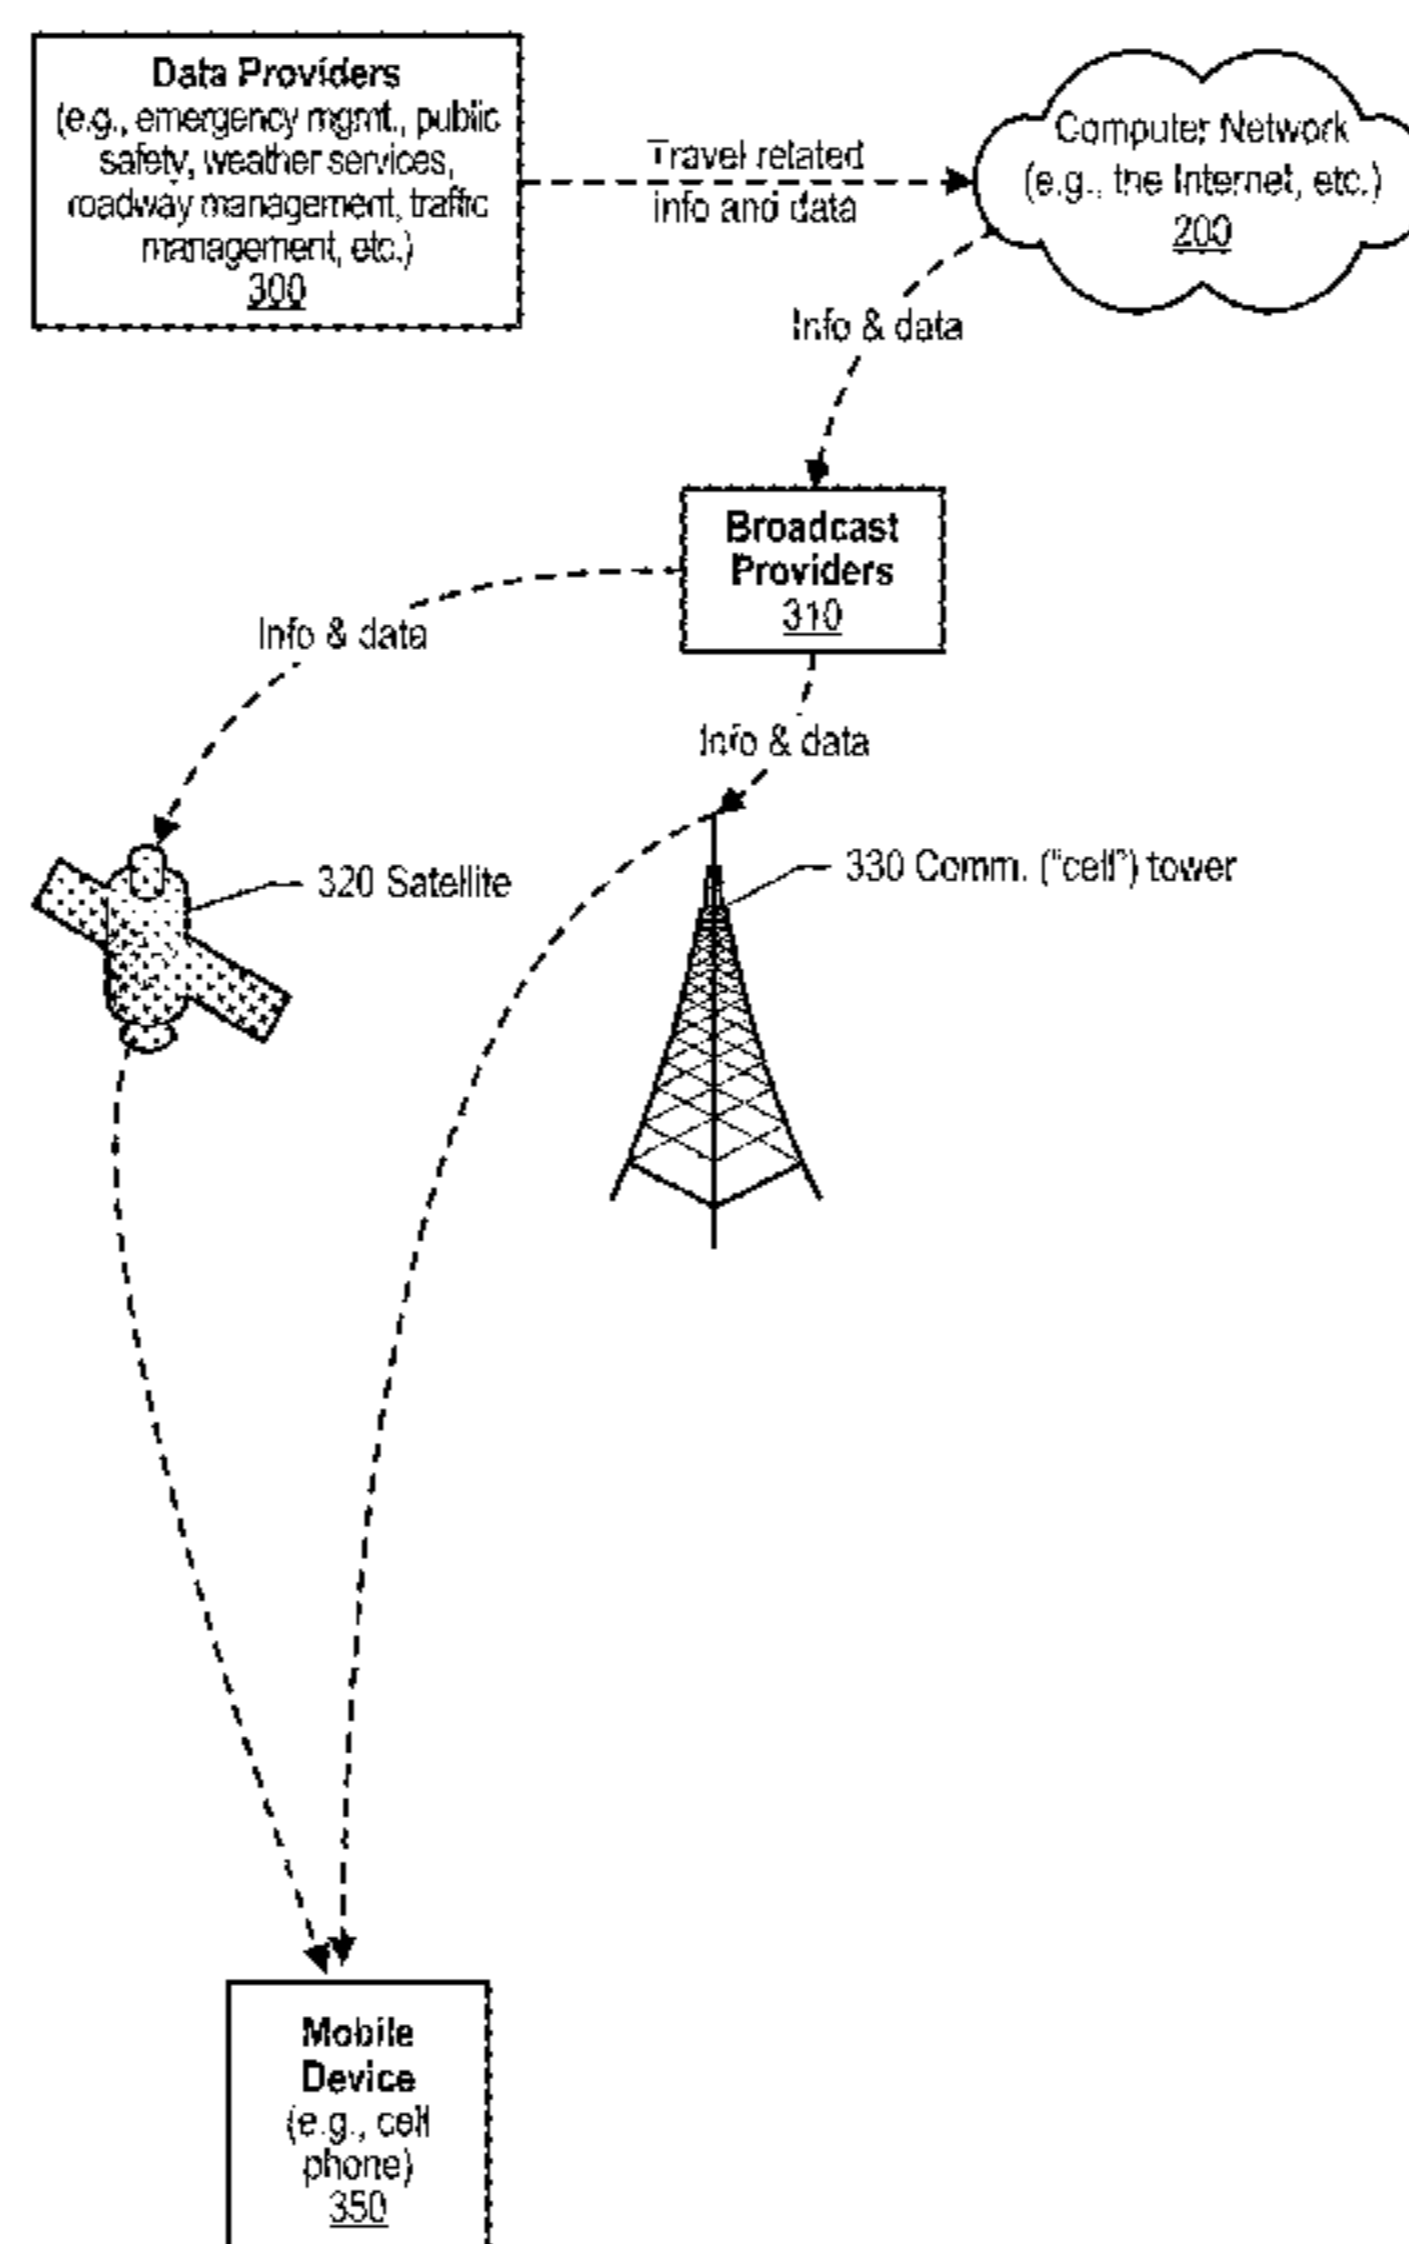 Data Providers
(e.g., emergency mgmt., public
safety, weather services,
roadway management, traffic
management, etc.)
300
Travel related
info and data
Computer Network
(e.g., the Internet, etc.)
200
Info & data
Broadcast
Providers
310
Info & data
Info & data
320 Satellite
330 Comm. ("cell") tower
Mobile
Device
(e.g., cell
phone)
350